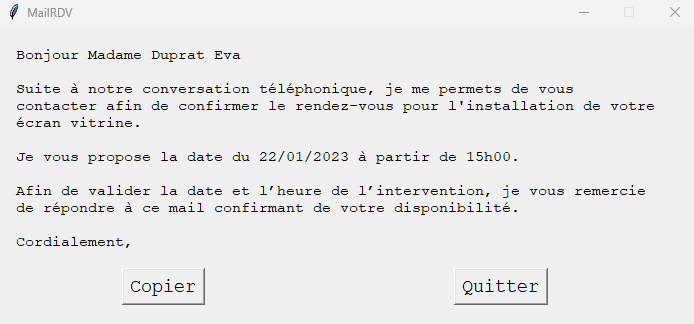 MailRDV
Bonjour Madame Duprat Eva
Suite à notre conversation téléphonique, je me permets de vous
contacter afin de confirmer le rendez-vous pour l'installation de votre
écran vitrine.
Je vous propose la date du 22/01/2023 à partir de 15h00.
Afin de valider la date et l’heure de l’intervention, je vous remercie
de répondre à ce mail confirmant de votre disponibilité.
Cordialement,
Copier
Quitter